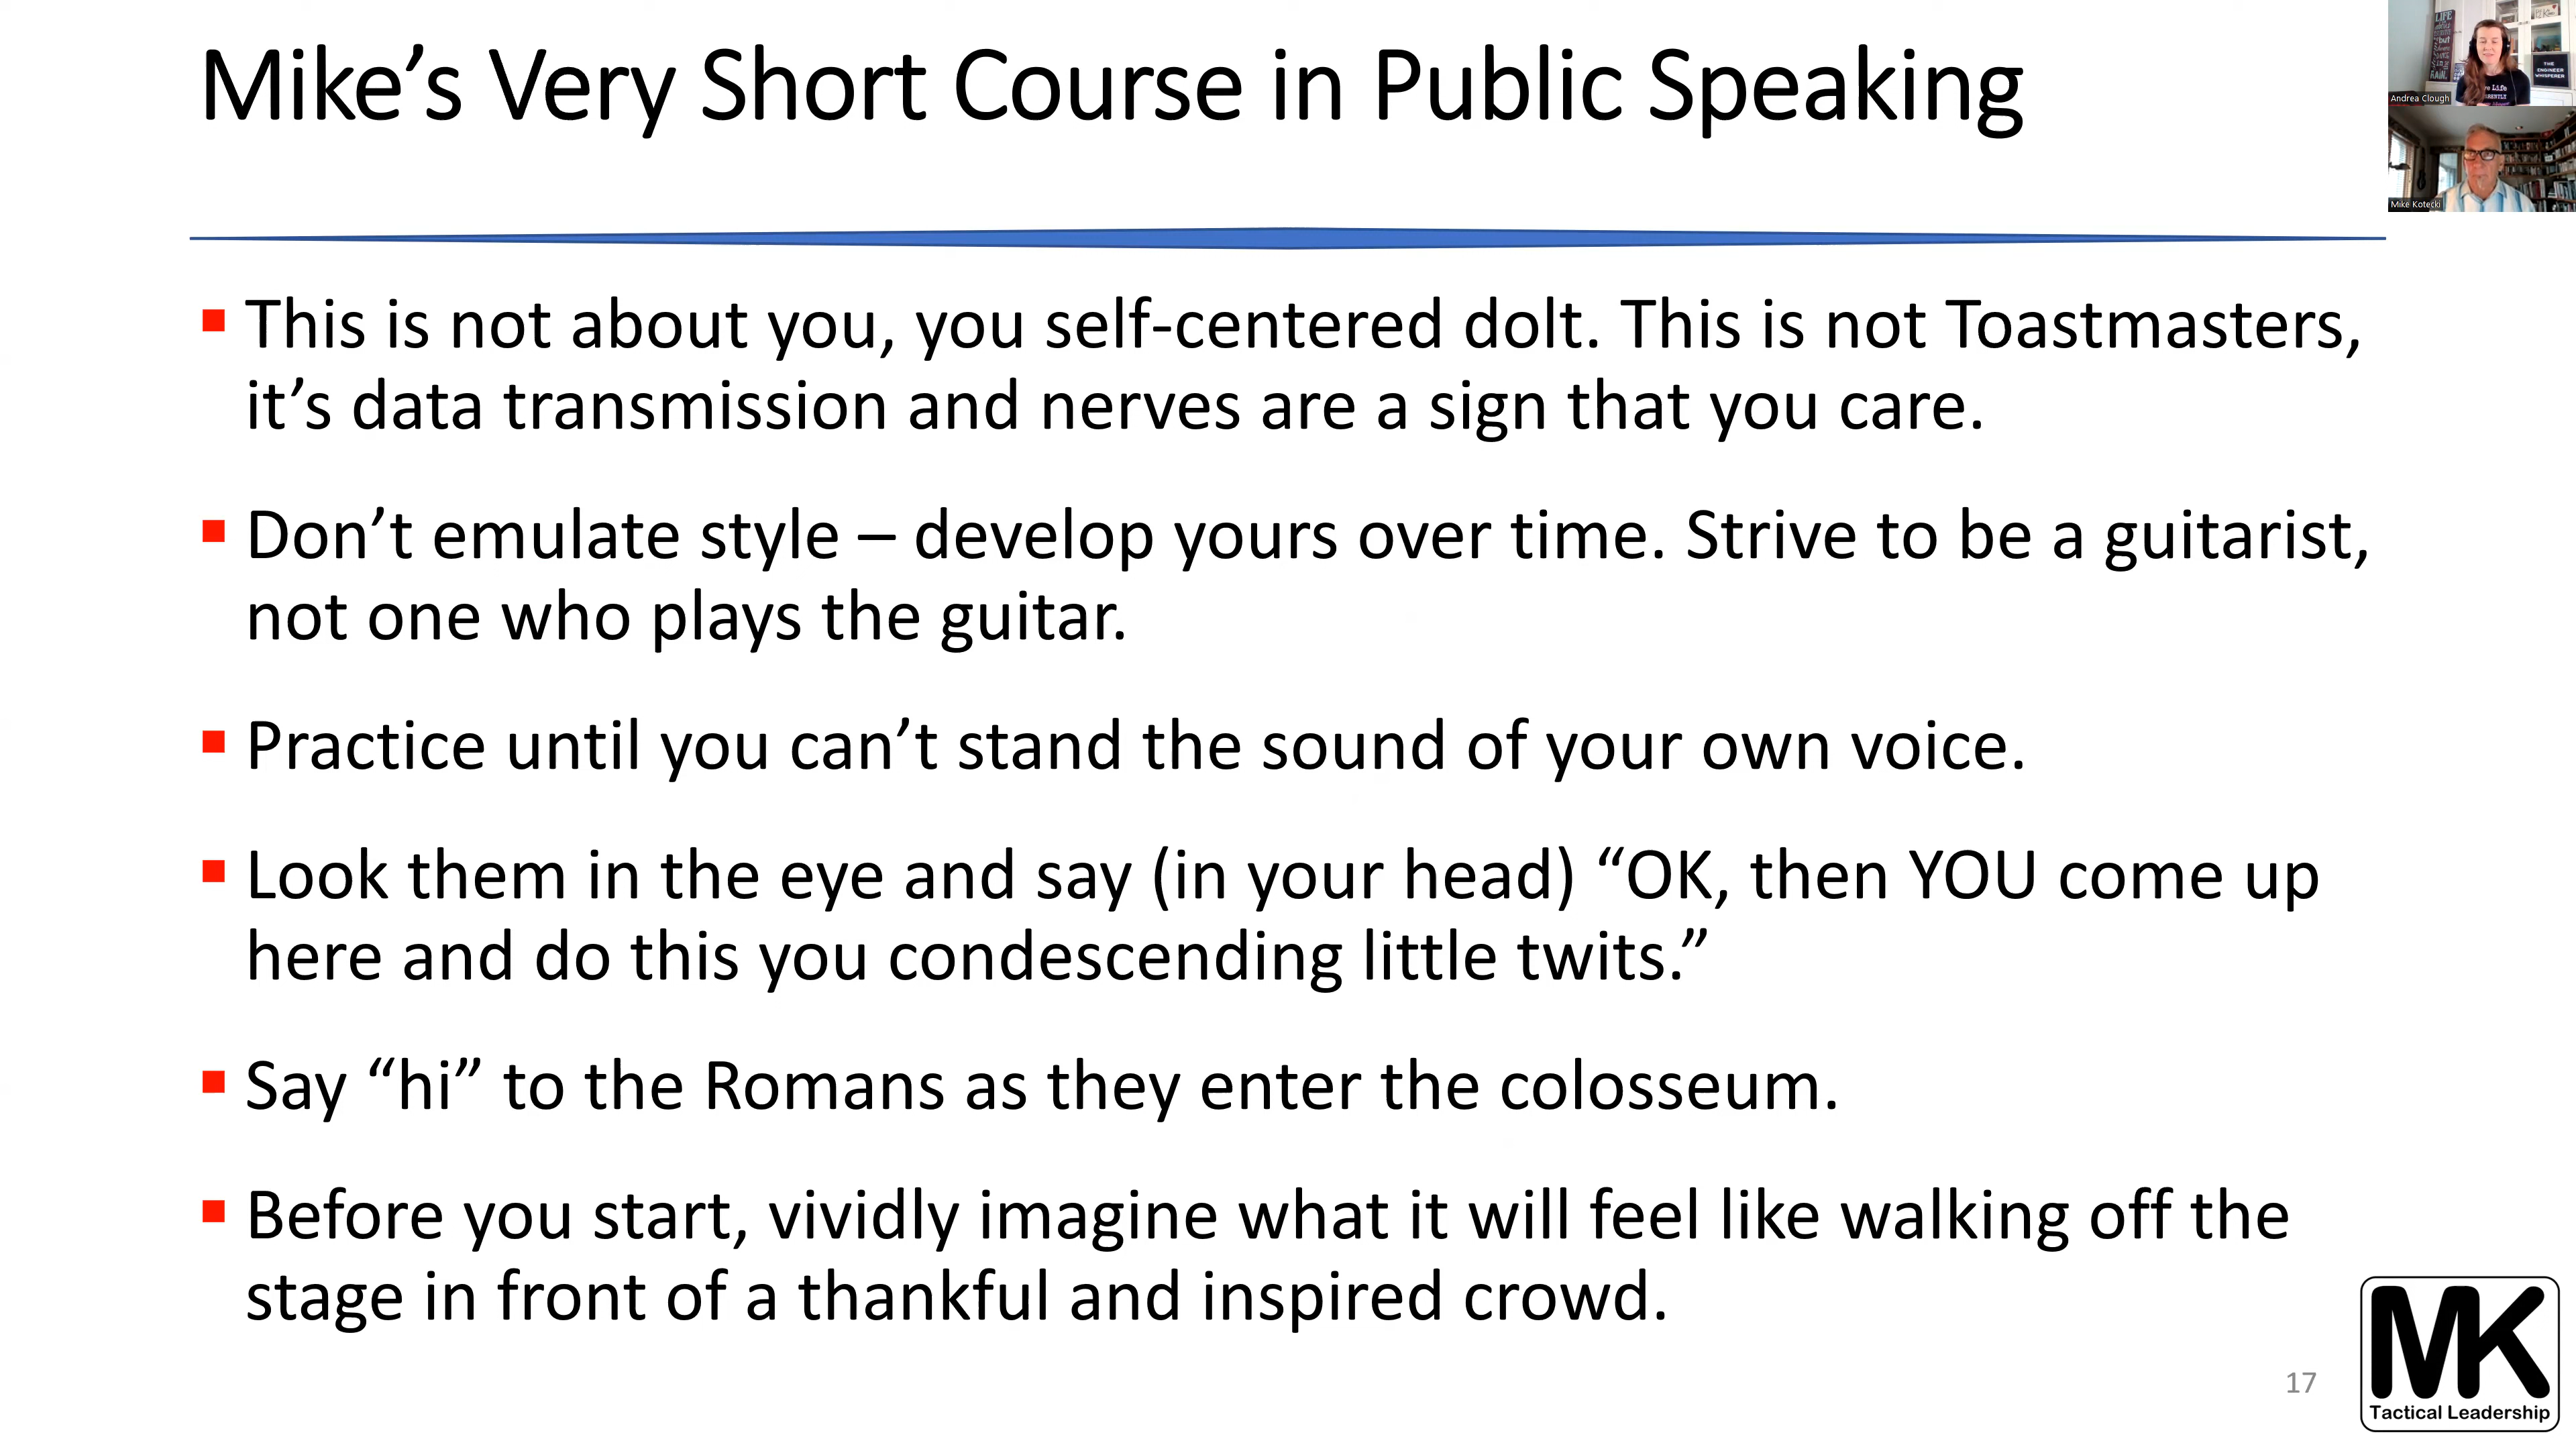 Mike’s Very Short Course in Public Speaking
Andrea Clough
Mike Kotecki
LIFE
but
RAIN.
THE
ENGINEER
WHISPERER
▪ This is not about you, you self-centered dolt. This is not Toastmasters,
it’s data transmission and nerves are a sign that you care.
▪ Don’t emulate style – develop yours over time. Strive to be a guitarist,
not one who plays the guitar.
▪ Practice until you can’t stand the sound of your own voice.
▪ Look them in the eye and say (in your head) “OK, then YOU come up
here and do this you condescending little twits.”
▪ Say “hi” to the Romans as they enter the colosseum.
▪ Before you start, vividly imagine what it will feel like walking off the
stage in front of a thankful and inspired crowd.
17
MK
Tactical Leadership